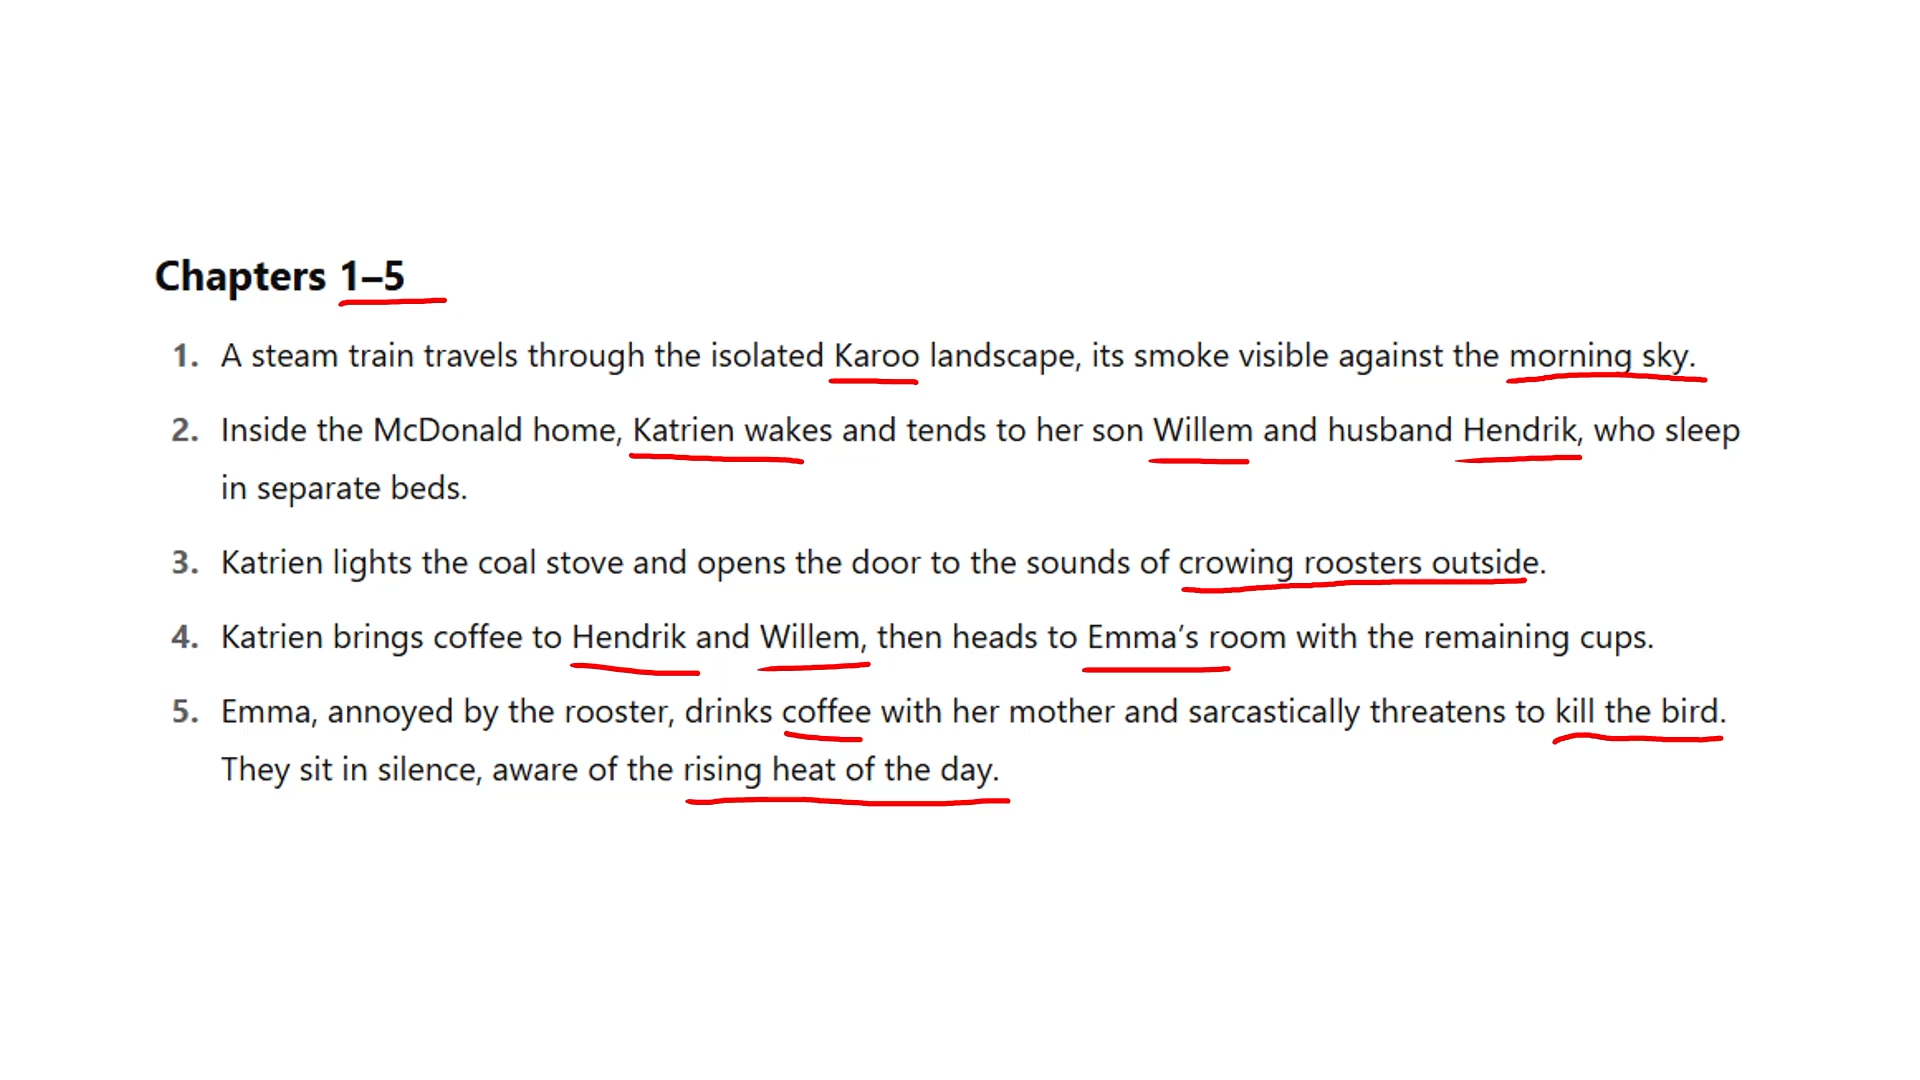 Chapters 1–5
1. A steam train travels through the isolated Karoo landscape, its smoke visible against the morning sky.
2. Inside the McDonald home, Katrien wakes and tends to her son Willem and husband Hendrik, who sleep
in separate beds.
3. Katrien lights the coal stove and opens the door to the sounds of crowing roosters outside.
4. Katrien brings coffee to Hendrik and Willem, then heads to Emma’s room with the remaining cups.
5. Emma, annoyed by the rooster, drinks coffee with her mother and sarcastically threatens to kill the bird.
They sit in silence, aware of the rising heat of the day.